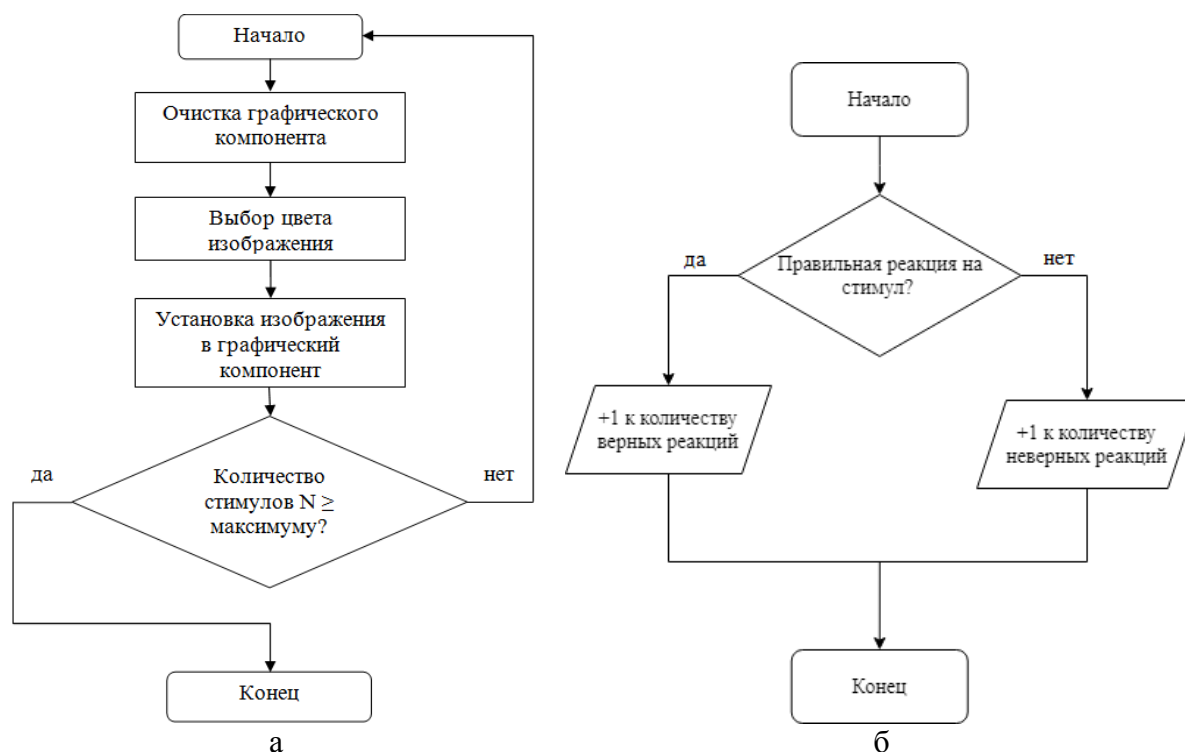 Начало
Очистка графического
компонента
Выбор цвета
изображения
Установка изображения
в графический
компонент
да
Количество
стимулов N ≥
максимуму?
нет
Конец
а
Начало
да
Правильная реакция на
стимул?
нет
+1 к количеству
верных реакций
+1 к количеству
неверных реакций
Конец
б